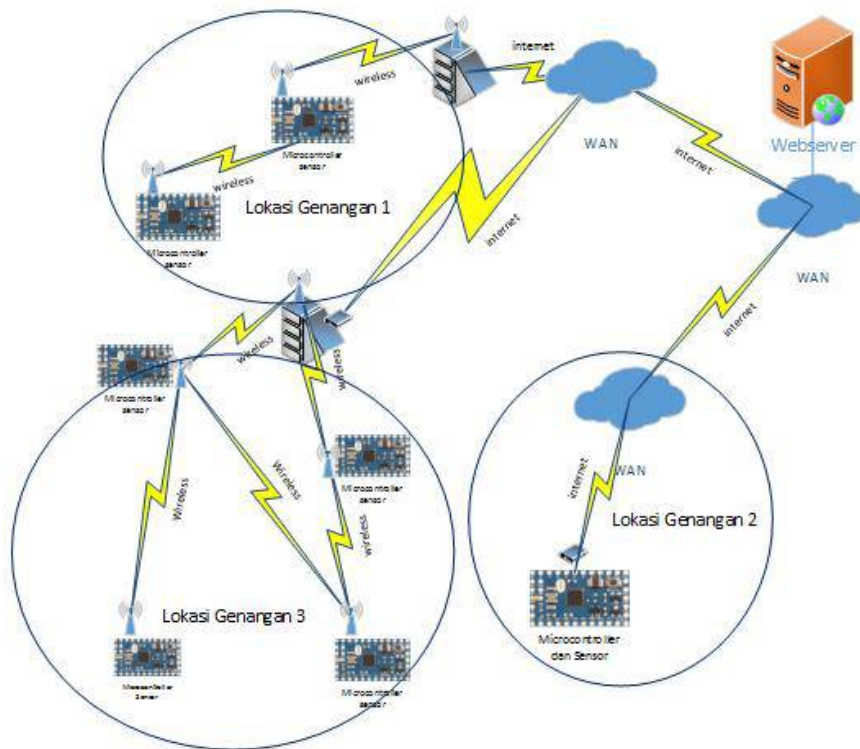 internet
wireless
WAN
Webserver
Microcontroller
sensor
wireless
internet
Lokasi Genangan 1
Microcontroller
sensor
internet
WAN
internet
wireless
wireless
Microcontroller
sensor
WAN
Wireless
Wireless
Microcontroller
sensor
internet
Lokasi Genangan 2
wireless
Lokasi Genangan 3
Microcontroller
dan Sensor
Microcontroller
Sensor
Microcontroller
sensor